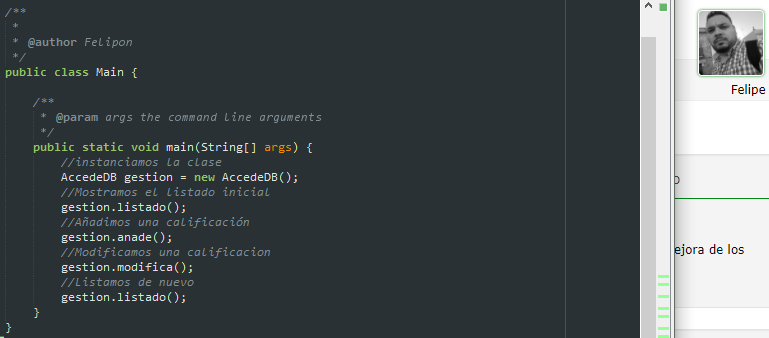 /**
 *
 * @author Felipon
 */
public class Main {
    /**
     * @param args the command line arguments
     */
    public static void main(String[] args) {
        //instanciamos la clase
        AccedeDB gestion = new AccedeDB();
        //Mostramos el listado inicial
        gestion.listado();
        //Añadimos una calificación
        gestion.anade();
        //Modificamos una calificacion
        gestion.modifica();
        //Listamos de nuevo
        gestion.listado();
    }
}
Felipe
ejora de los